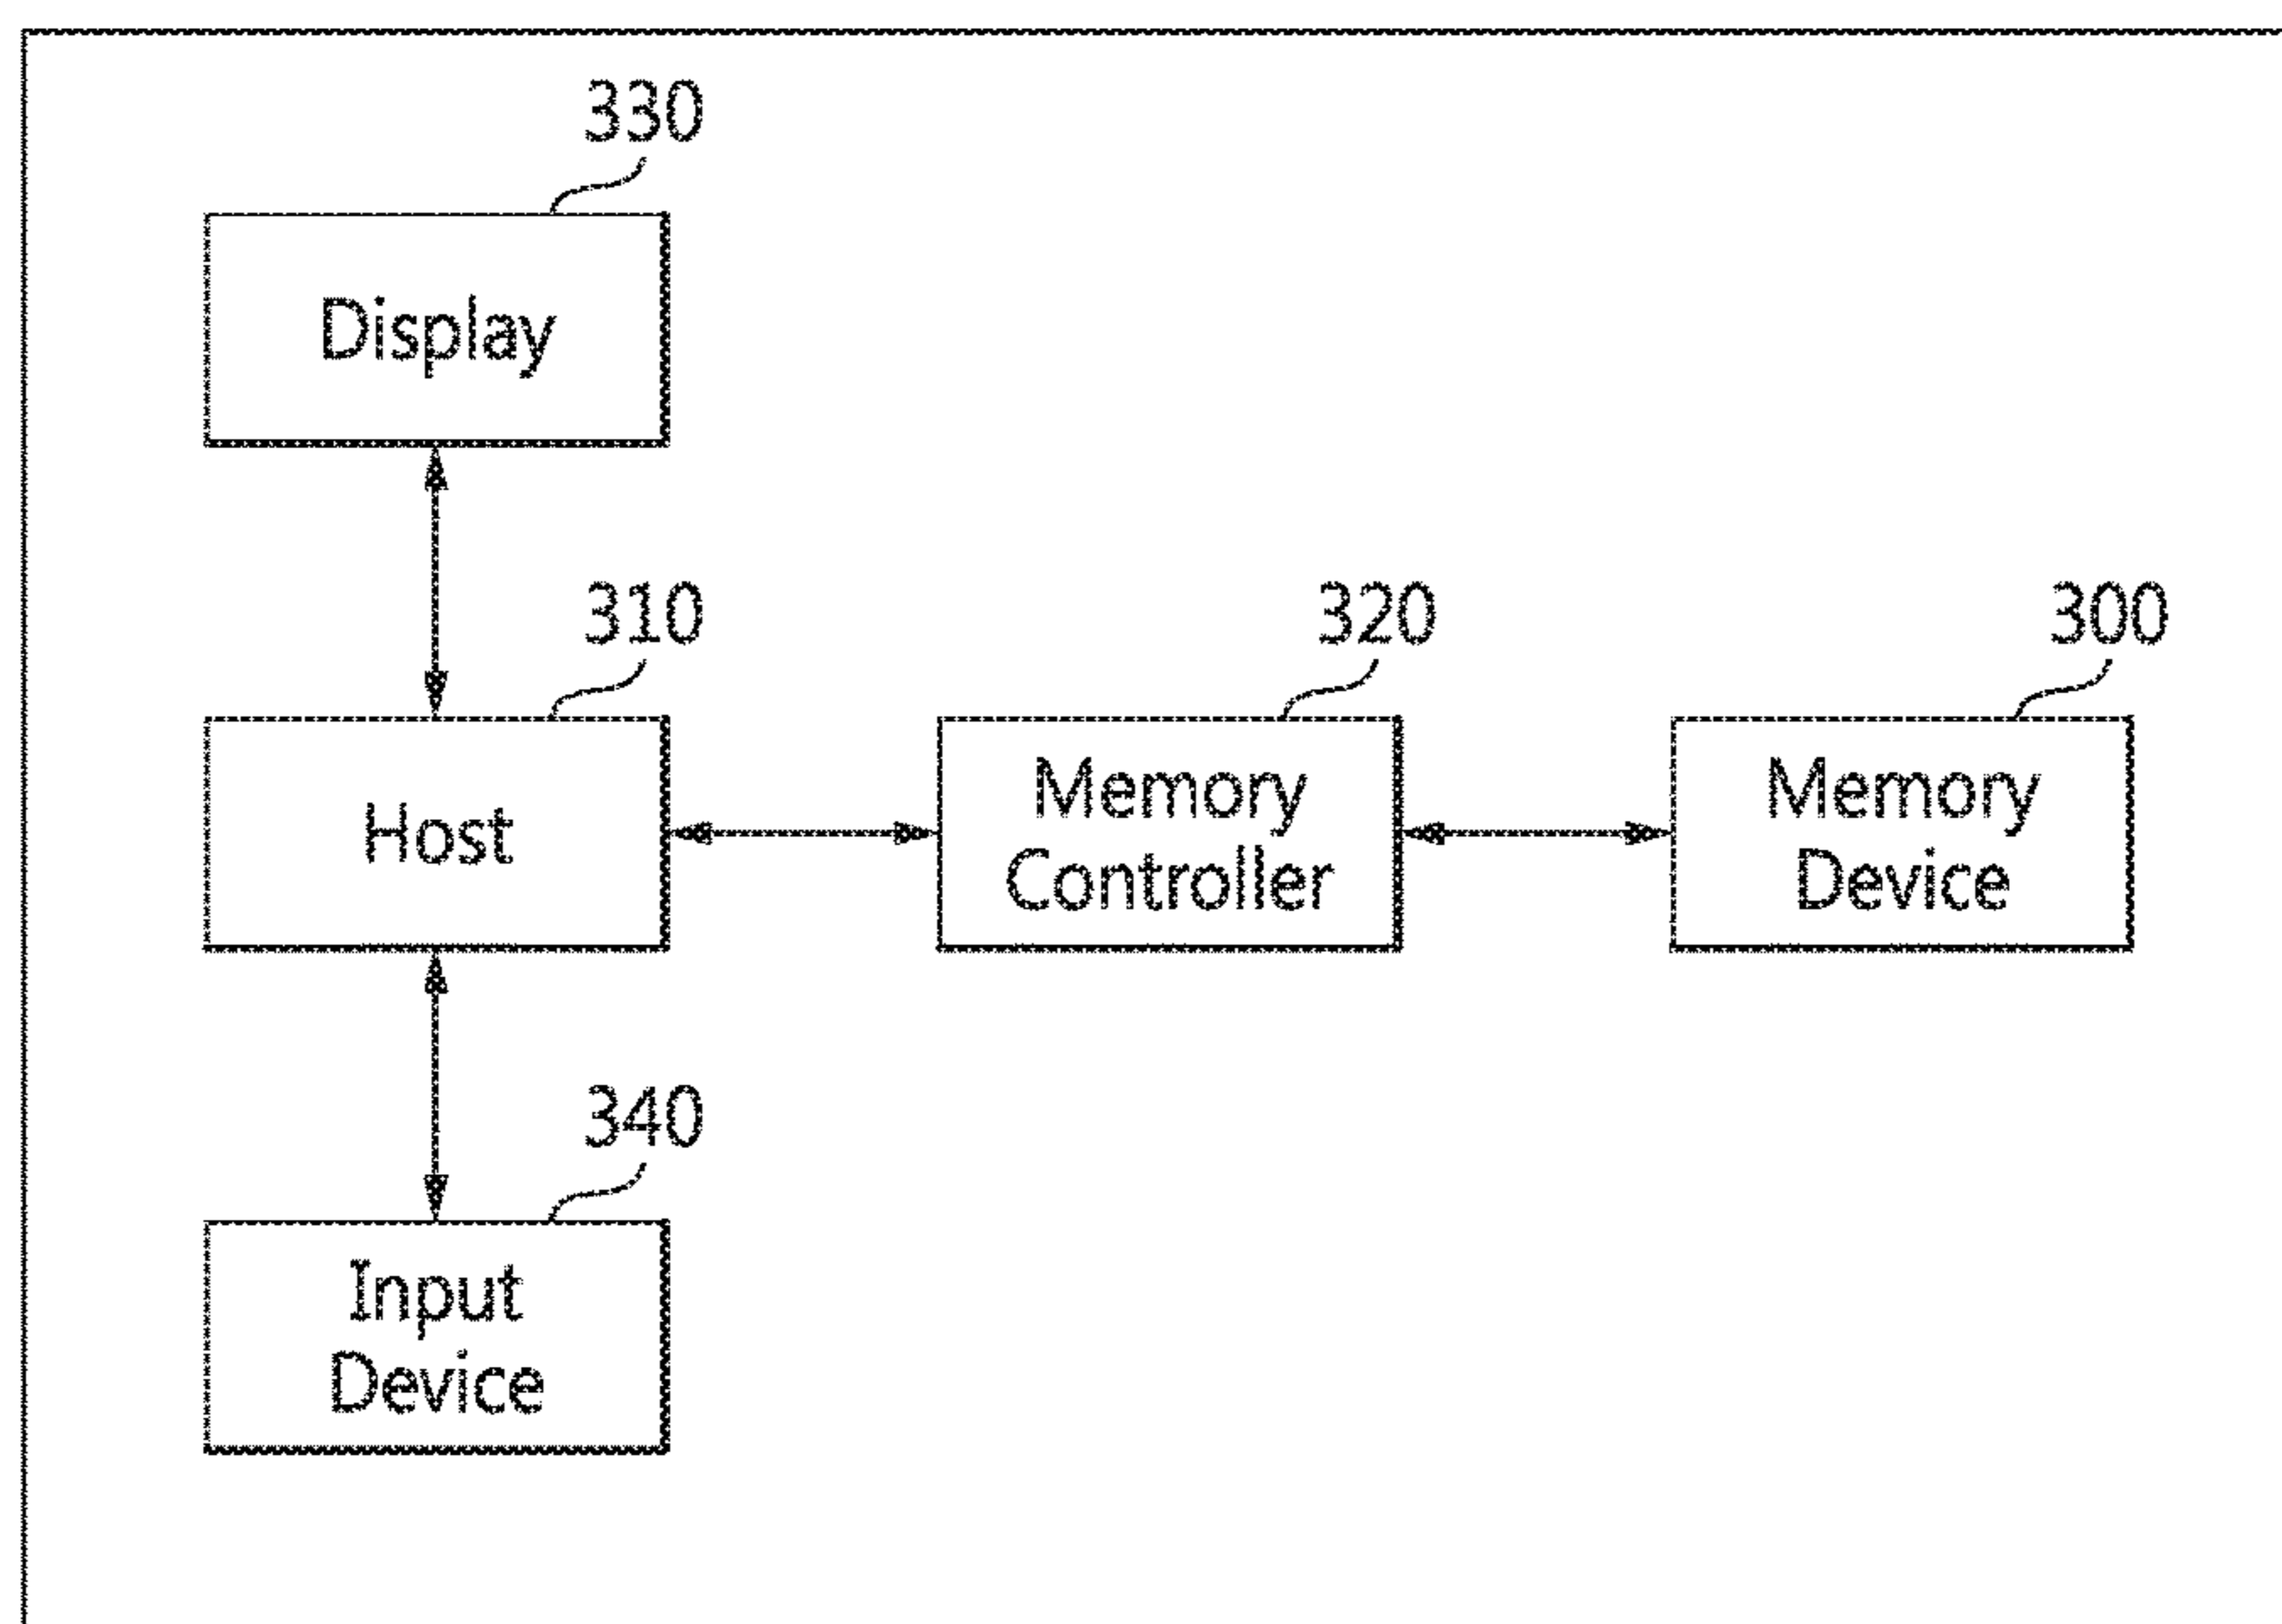 330
Display
310
Host
320
Memory
Controller
300
Memory
Device
340
Input
Device